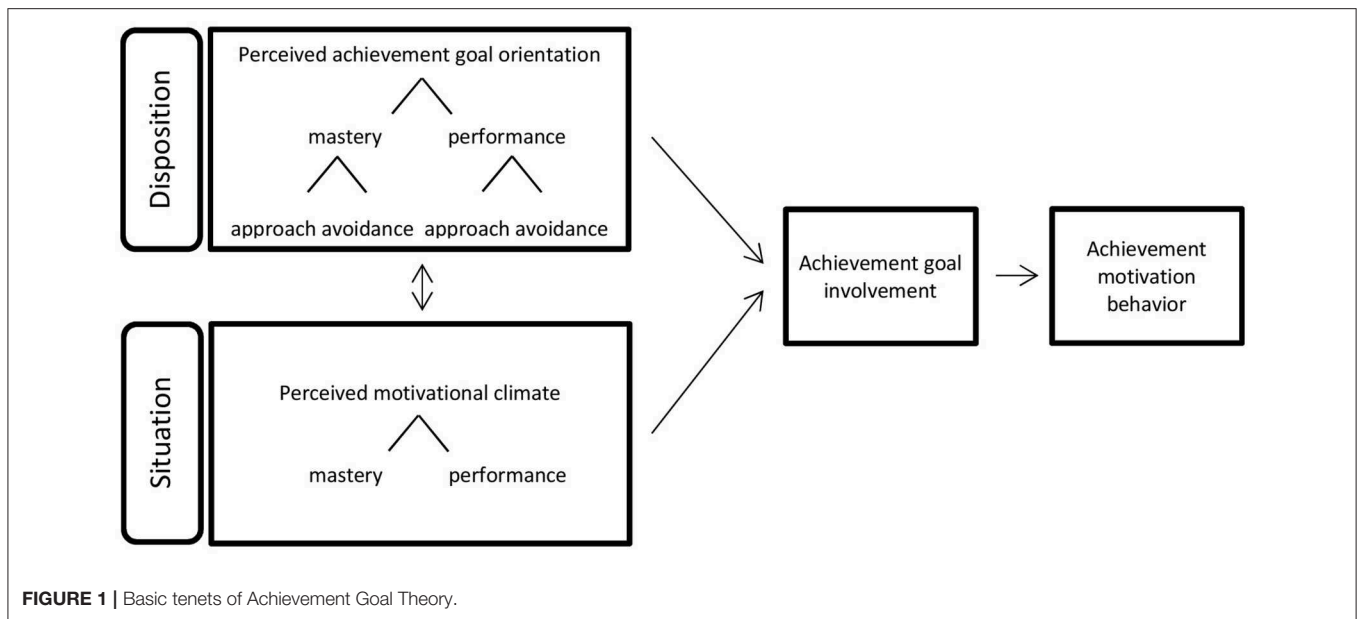 Disposition
Perceived achievement goal orientation
mastery performance
approach avoidance approach avoidance
Situation
Perceived motivational climate
mastery performance
Achievement goal
involvement
Achievement
motivation
behavior
FIGURE 1 | Basic tenets of Achievement Goal Theory.